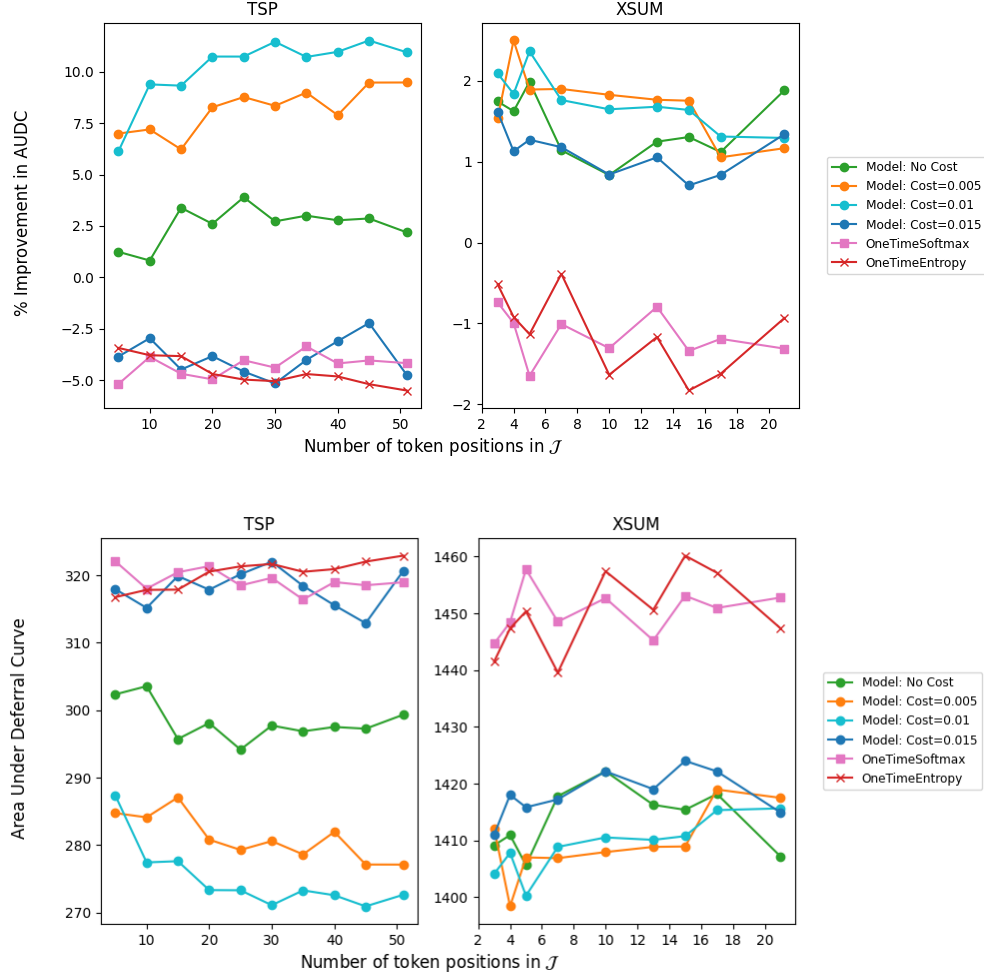 TSP
XSUM
% Improvement in AUDC
10.0
7.5
5.0
2.5
0.0
−2.5
−5.0
10
20
30
40
50
2
1
0
−1
−2
2
4
6
8
10
12
14
16
18
20
Number of token positions in 𝒥
Model: No Cost
Model: Cost=0.005
Model: Cost=0.01
Model: Cost=0.015
OneTimeSoftmax
OneTimeEntropy
TSP
XSUM
Area Under Deferral Curve
320
310
300
290
280
270
10
20
30
40
50
1460
1450
1440
1430
1420
1410
1400
2
4
6
8
10
12
14
16
18
20
Number of token positions in 𝒥
Model: No Cost
Model: Cost=0.005
Model: Cost=0.01
Model: Cost=0.015
OneTimeSoftmax
OneTimeEntropy